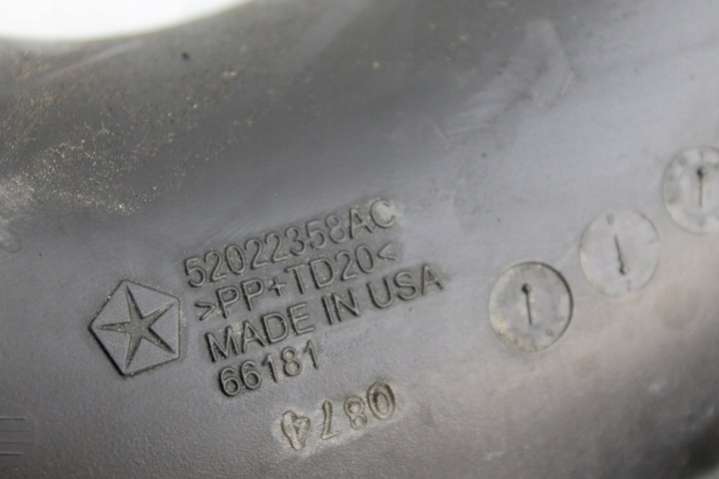 52022358AC
>PP+TD20<
MADE IN USA
66181
0874